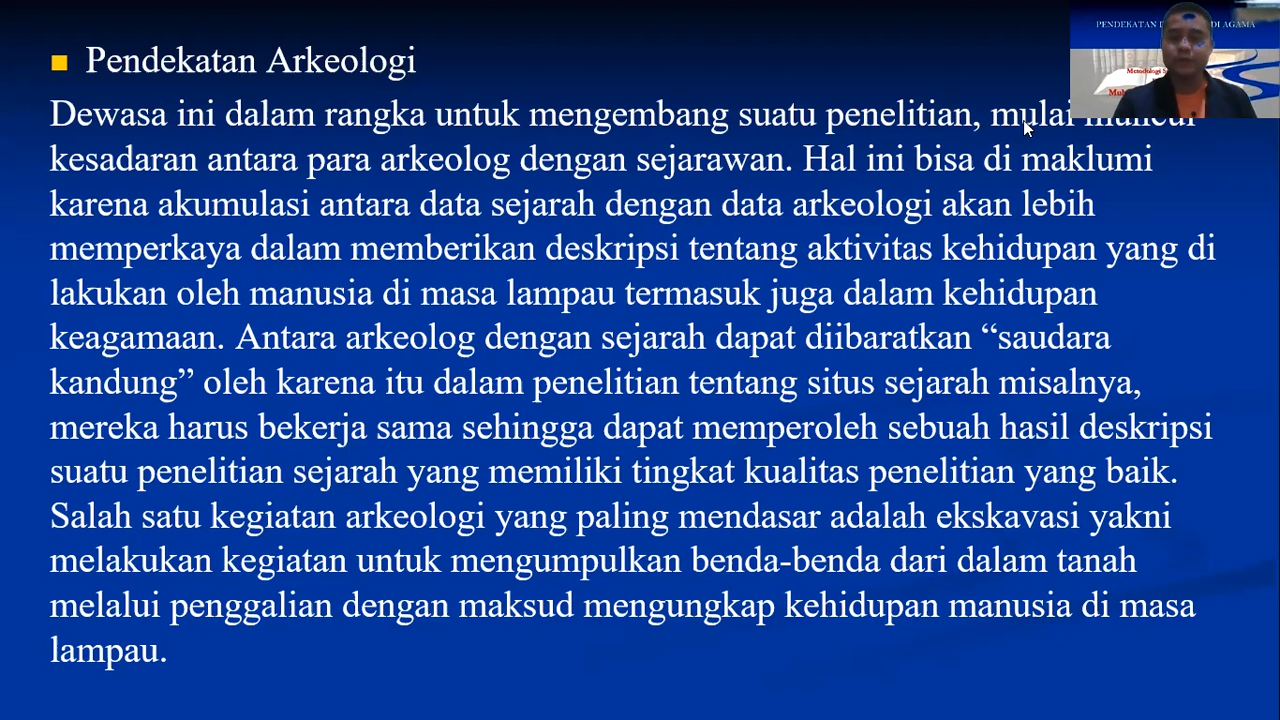 Pendekatan Arkeologi
Dewasa ini dalam rangka untuk mengembang suatu penelitian, mulai muncul
kesadaran antara para arkeolog dengan sejarawan. Hal ini bisa di maklumi
karena akumulasi antara data sejarah dengan data arkeologi akan lebih
memperkaya dalam memberikan deskripsi tentang aktivitas kehidupan yang di
lakukan oleh manusia di masa lampau termasuk juga dalam kehidupan
keagamaan. Antara arkeolog dengan sejarah dapat diibaratkan “saudara
kandung” oleh karena itu dalam penelitian tentang situs sejarah misalnya,
mereka harus bekerja sama sehingga dapat memperoleh sebuah hasil deskripsi
suatu penelitian sejarah yang memiliki tingkat kualitas penelitian yang baik.
Salah satu kegiatan arkeologi yang paling mendasar adalah ekskavasi yakni
melakukan kegiatan untuk mengumpulkan benda-benda dari dalam tanah
melalui penggalian dengan maksud mengungkap kehidupan manusia di masa
lampau.
PENDEKATAN DI AGAMA
Metodologi